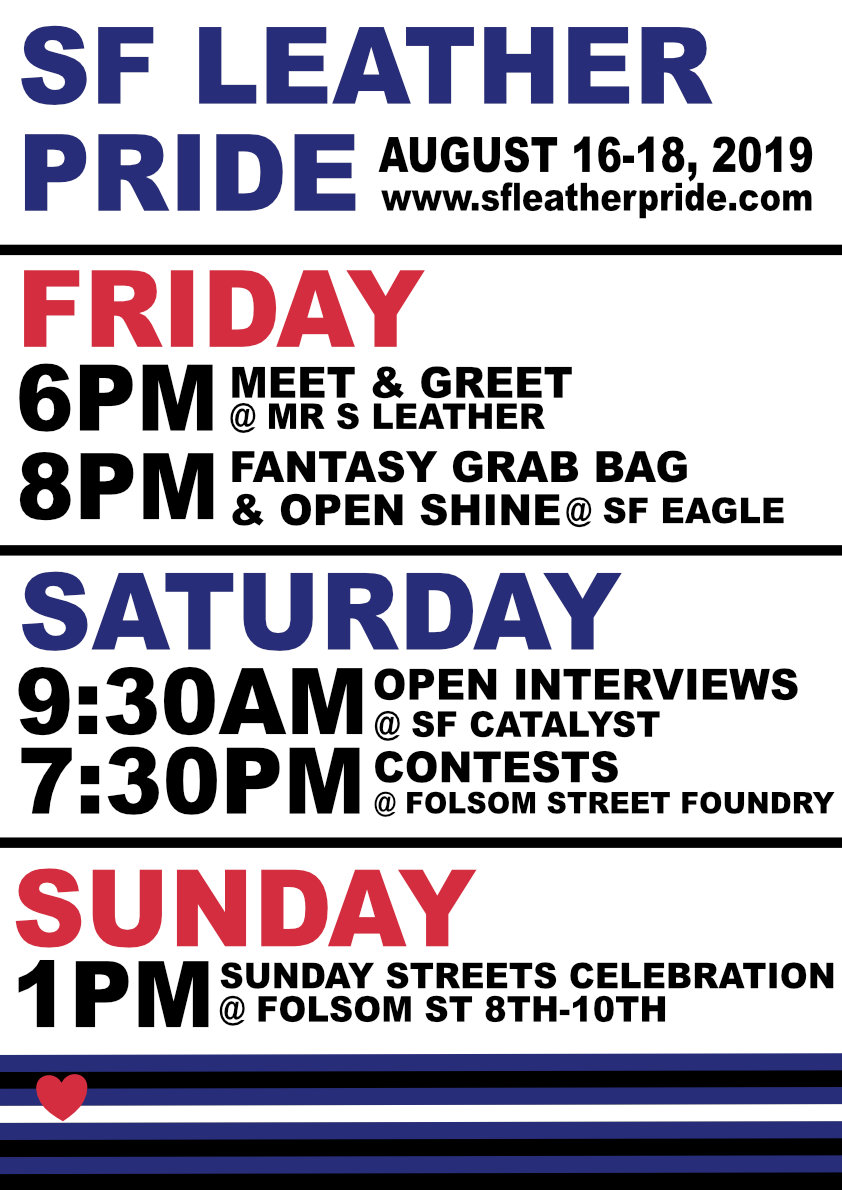 SF LEATHER
PRIDE AUGUST 16-18, 2019
www.sfleatherpride.com
FRIDAY
6PM MEET & GREET
@ MR S LEATHER
8PM FANTASY GRAB BAG
& OPEN SHINE @ SF EAGLE
SATURDAY
9:30AM OPEN INTERVIEWS
@ SF CATALYST
7:30PM CONTESTS
@ FOLSOM STREET FOUNDRY
SUNDAY
1PM SUNDAY STREETS CELEBRATION
@ FOLSOM ST 8TH-10TH